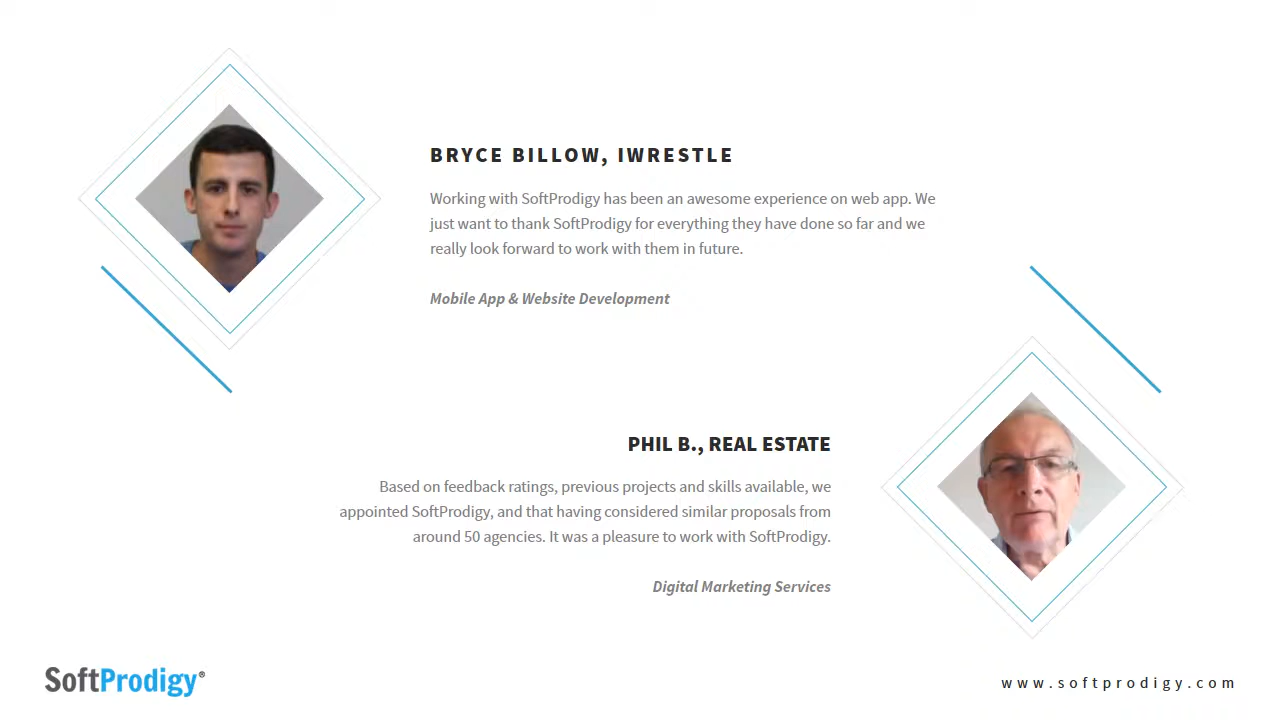 BRYCE BILLOW, IWRESTLE
Working with SoftProdigy has been an awesome experience on web app. We
just want to thank SoftProdigy for everything they have done so far and we
really look forward to work with them in future.
Mobile App & Website Development
PHIL B., REAL ESTATE
Based on feedback ratings, previous projects and skills available, we
appointed SoftProdigy, and that having considered similar proposals from
around 50 agencies. It was a pleasure to work with SoftProdigy.
Digital Marketing Services
SoftProdigy®
www.softprodigy.com